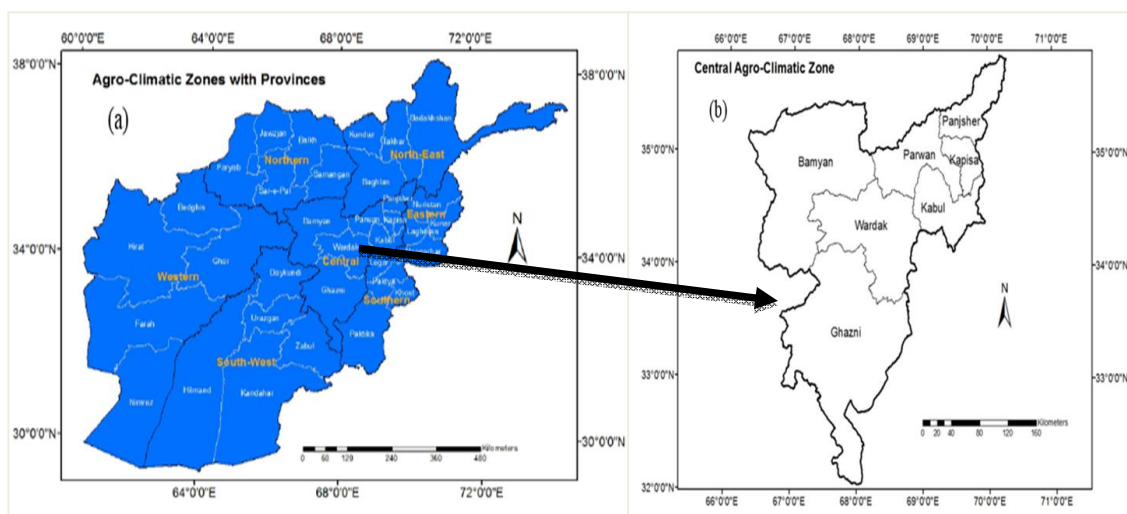 60°0'0"E 64°0'0"E 68°0'0"E 72°0'0"E
38°0'0"N
38°0'0"N
Agro-Climatic Zones with Provinces
(a)
Badakhshan
Jawzjan
Balkh
Kunduz
Takhar
Northern
North-East
Faryab
Samangan
Baghlan
Sar-e-Pul
Badghis
Panjsher
Nuristan
Eastern
Bamyan
Parwan
Kapisa
Kunar
Laghman
Kabul
34°0'0"N
34°0'0"N
Hirat
Wardak
Central
Logar
Ghor
Western
Daykundi
Paktya
Ghazni
Khost
Southern
Farah
Urazgan
Paktika
Zabul
South-West
Nimroz
Hilmand
Kandahar
N
30°0'0"N
30°0'0"N
Kilometers
0 60 120 240 360 480
64°0'0"E 68°0'0"E 72°0'0"E
66°0'0"E 67°0'0"E 68°0'0"E 69°0'0"E 70°0'0"E 71°0'0"E
Central Agro-Climatic Zone
(b)
Panjsher
35°0'0"N
35°0'0"N
Bamyan
Parwan
Kapisa
Kabul
Wardak
34°0'0"N
34°0'0"N
N
Ghazni
33°0'0"N
33°0'0"N
Kilometers
0 20 40 80 120 160
32°0'0"N
66°0'0"E 67°0'0"E 68°0'0"E 69°0'0"E 70°0'0"E 71°0'0"E